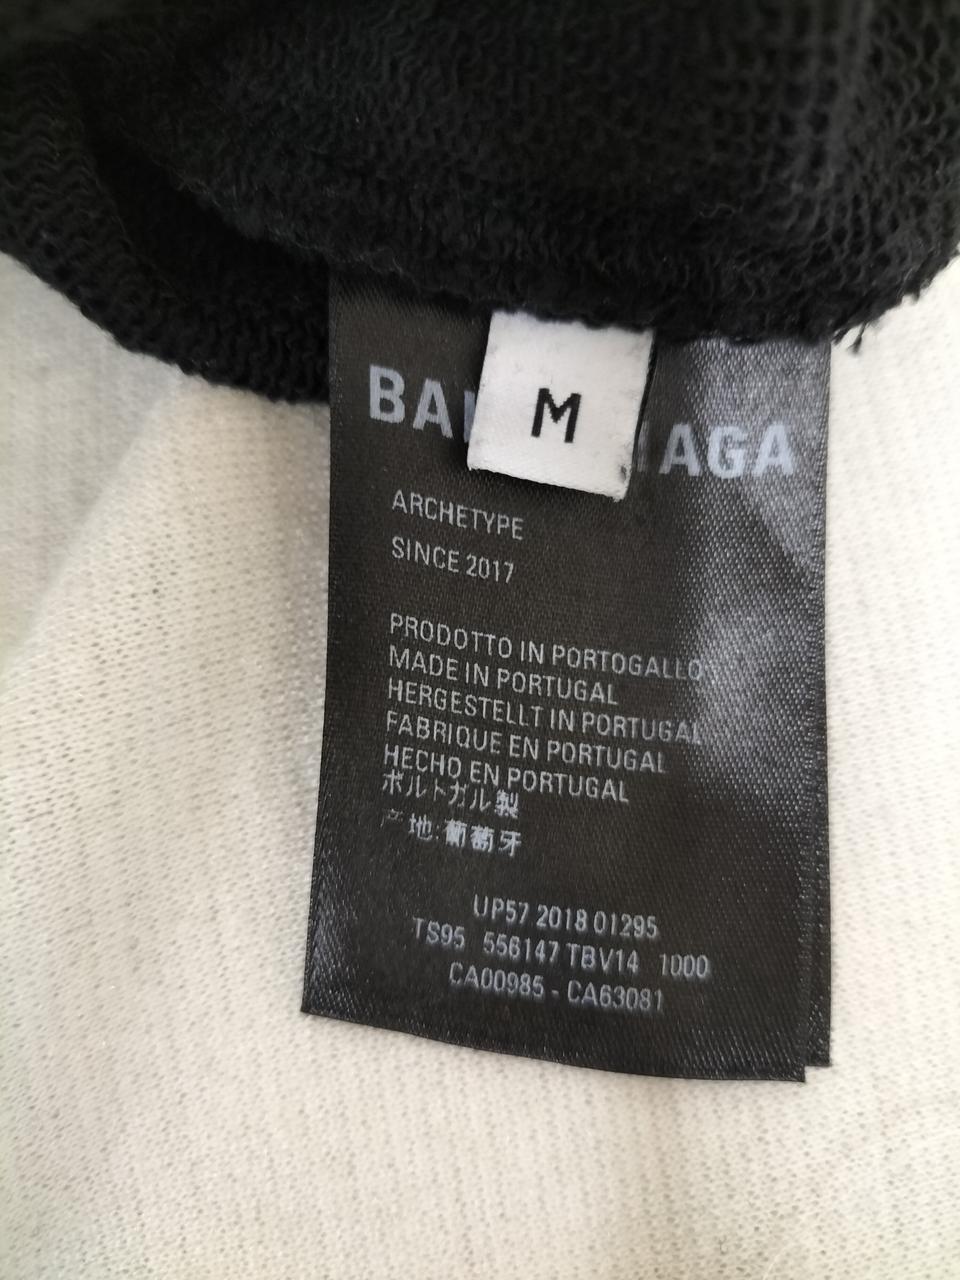 BA AGA
M
ARCHETYPE
SINCE 2017
PRODOTTO IN PORTOGALLO
MADE IN PORTUGAL
HERGESTELLT IN PORTUGAL
FABRIQUE EN PORTUGAL
HECHO EN PORTUGAL
ポルトガル製
产地:葡萄牙
UP57 2018 01295
TS95 556147 TBV14 1000
CA00985 - CA63081